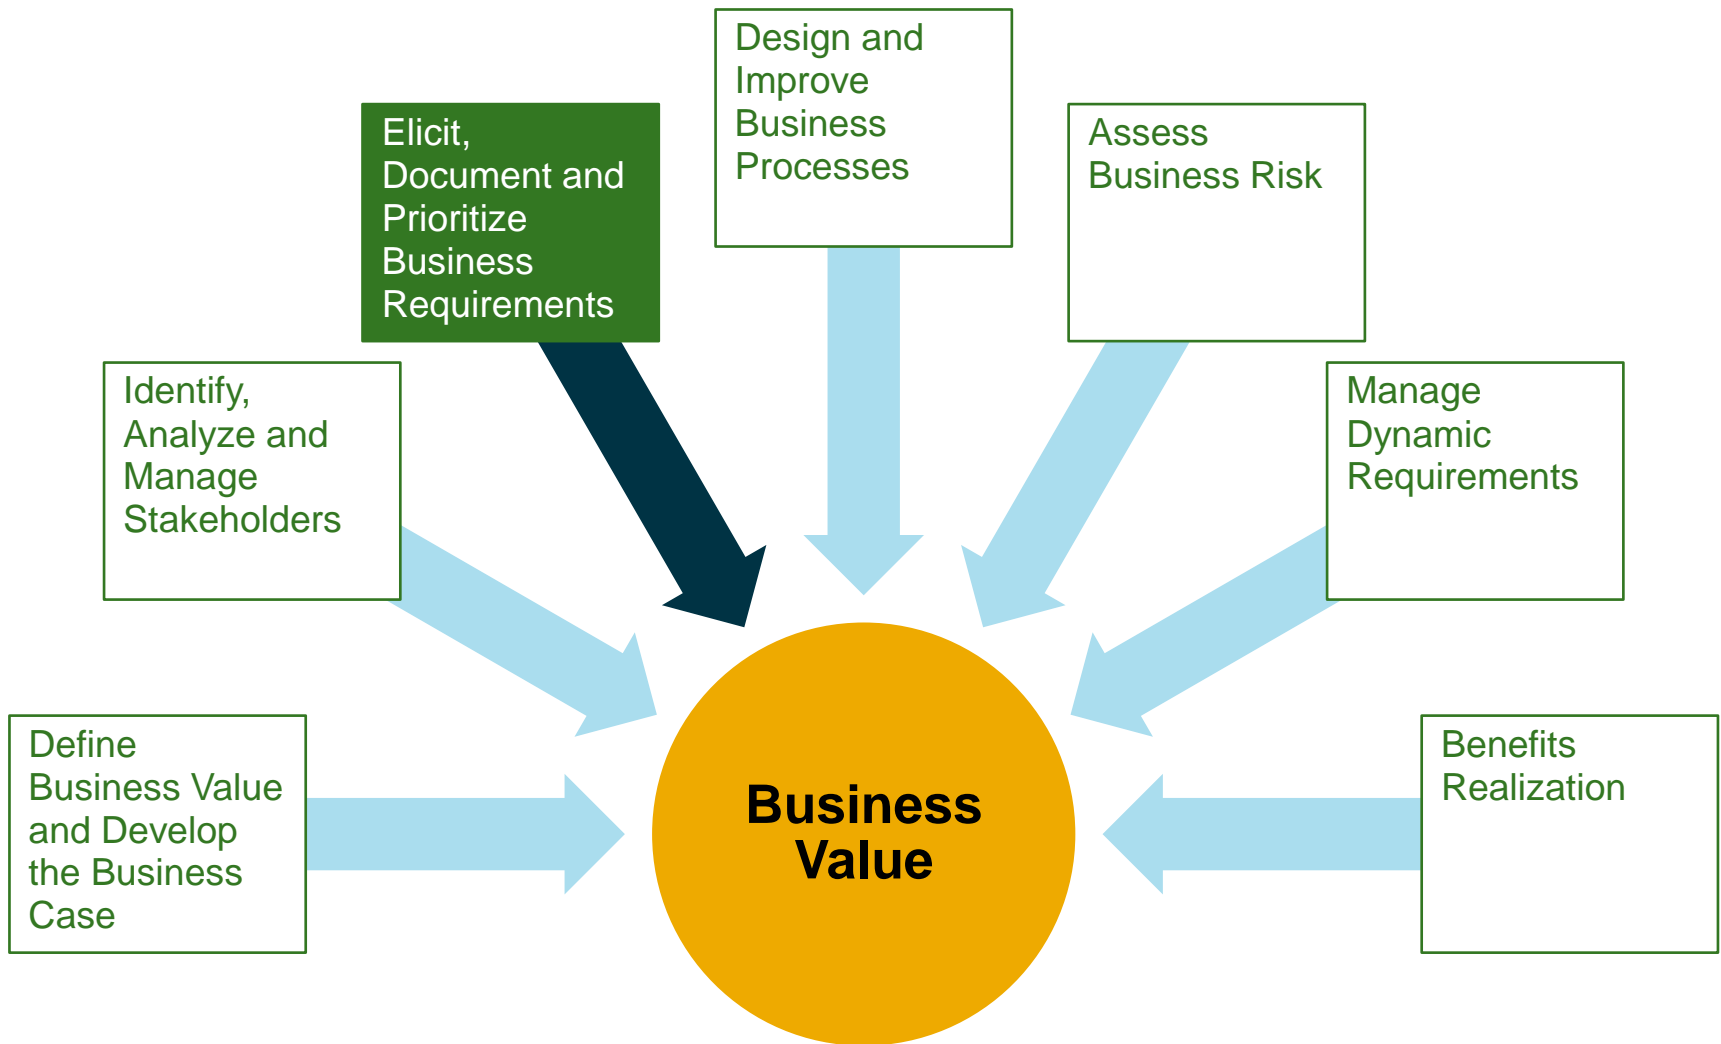 Define
Business Value
and Develop
the Business
Case
Identify,
Analyze and
Manage
Stakeholders
Elicit,
Document and
Prioritize
Business
Requirements
Design and
Improve
Business
Processes
Assess
Business Risk
Manage
Dynamic
Requirements
Benefits
Realization
Business
Value